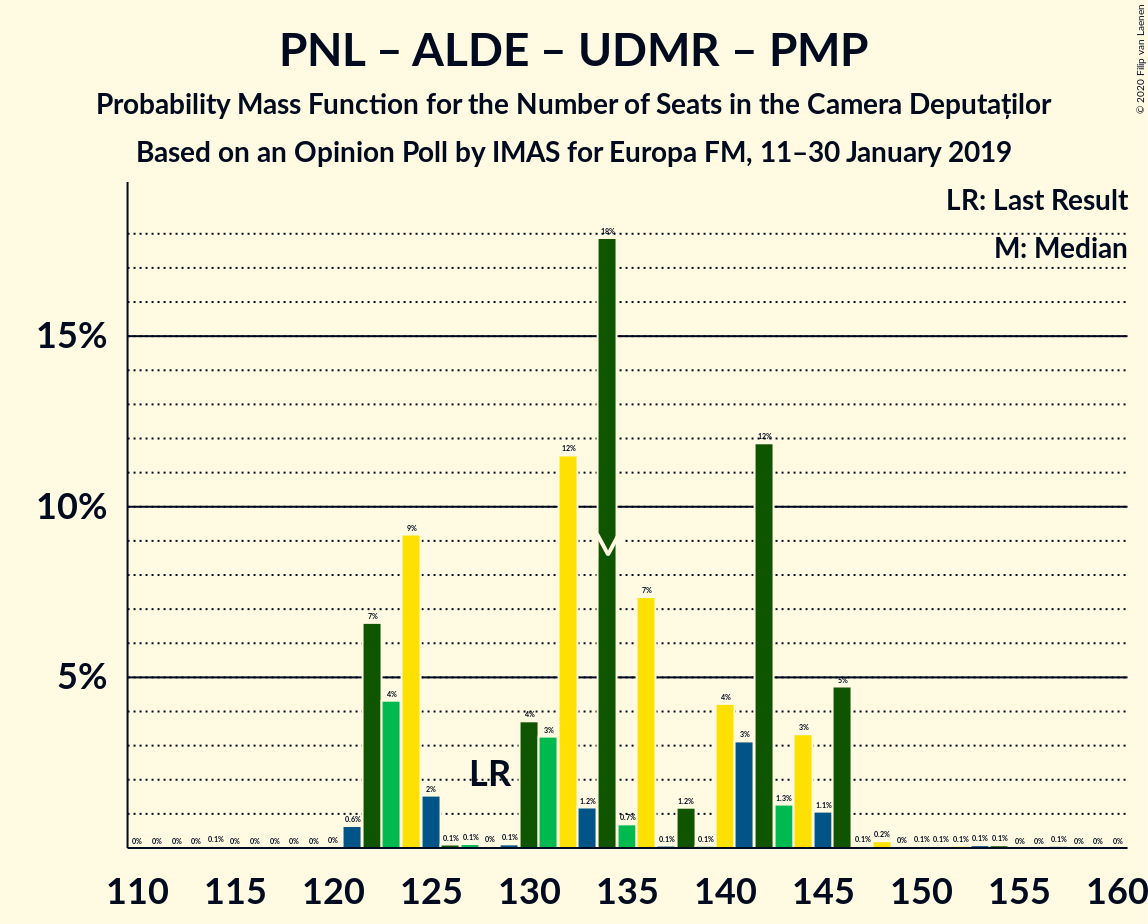 PNL – ALDE – UDMR – PMP
Probability Mass Function for the Number of Seats in the Camera Deputaților
Based on an Opinion Poll by IMAS for Europa FM, 11–30 January 2019
© 2020 Filip van Laenen
LR: Last Result
M: Median
15%
10%
5%
0% 0% 0% 0% 0.1% 0% 0% 0% 0% 0% 0% 0.6% 7% 4% 9% 2% 0.1% 0.1% 0% 0.1% 4% 3% 12% 1.2% 18% 0.7% 7% 0.1% 1.2% 0.1% 4% 3% 12% 1.3% 3% 1.1% 5% 0.1% 0.2% 0% 0.1% 0.1% 0.1% 0.1% 0.1% 0% 0% 0.1% 0% 0% 0%
LR
M
110 115 120 125 130 135 140 145 150 155 160